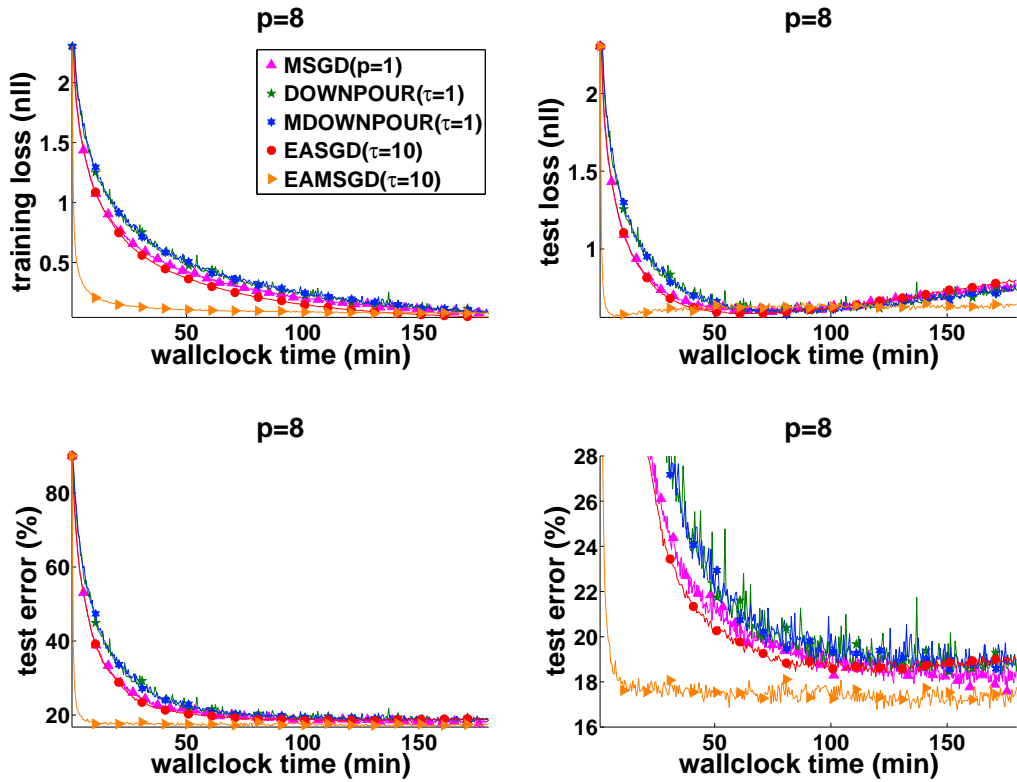 p=8
training loss (nll)
2
1.5
1
0.5
50
100
150
wallclock time (min)
MSGD(p=1)
DOWNPOUR(τ=1)
MDOWNPOUR(τ=1)
EASGD(τ=10)
EAMSGD(τ=10)
p=8
test loss (nll)
2
1.5
1
50
100
150
wallclock time (min)
p=8
test error (%)
80
60
40
20
50
100
150
wallclock time (min)
p=8
test error (%)
28
26
24
22
20
18
16
50
100
150
wallclock time (min)